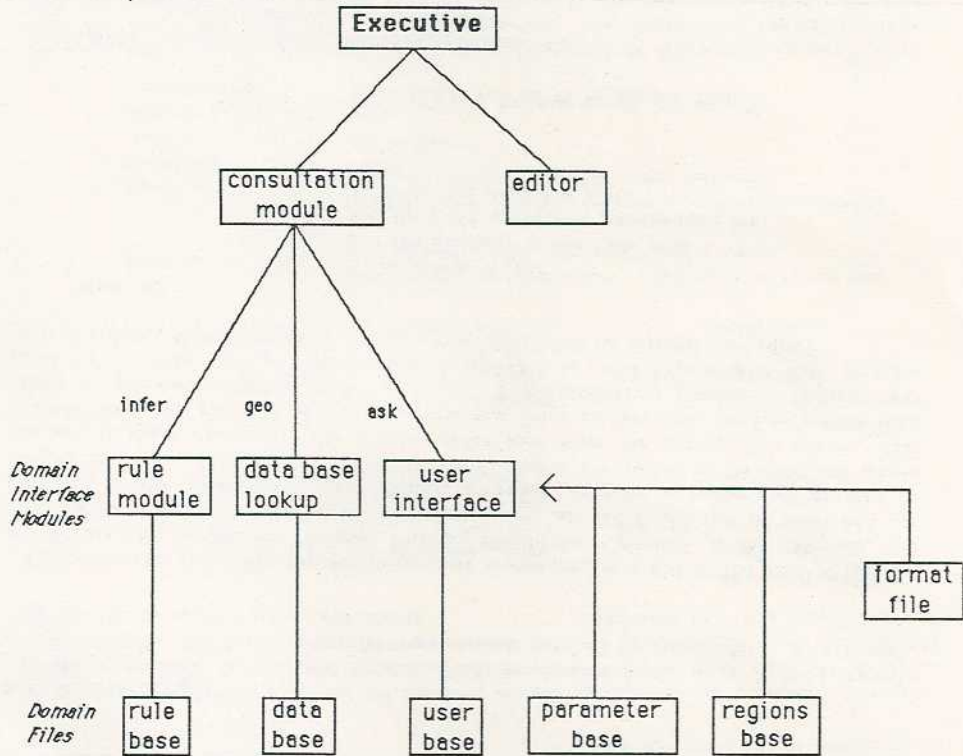 Executive
consultation
module
editor
infer
geo
ask
Domain
Interface
Modules
rule
module
data base
lookup
user
interface
format
file
Domain
Files
rule
base
data
base
user
base
parameter
base
regions
base